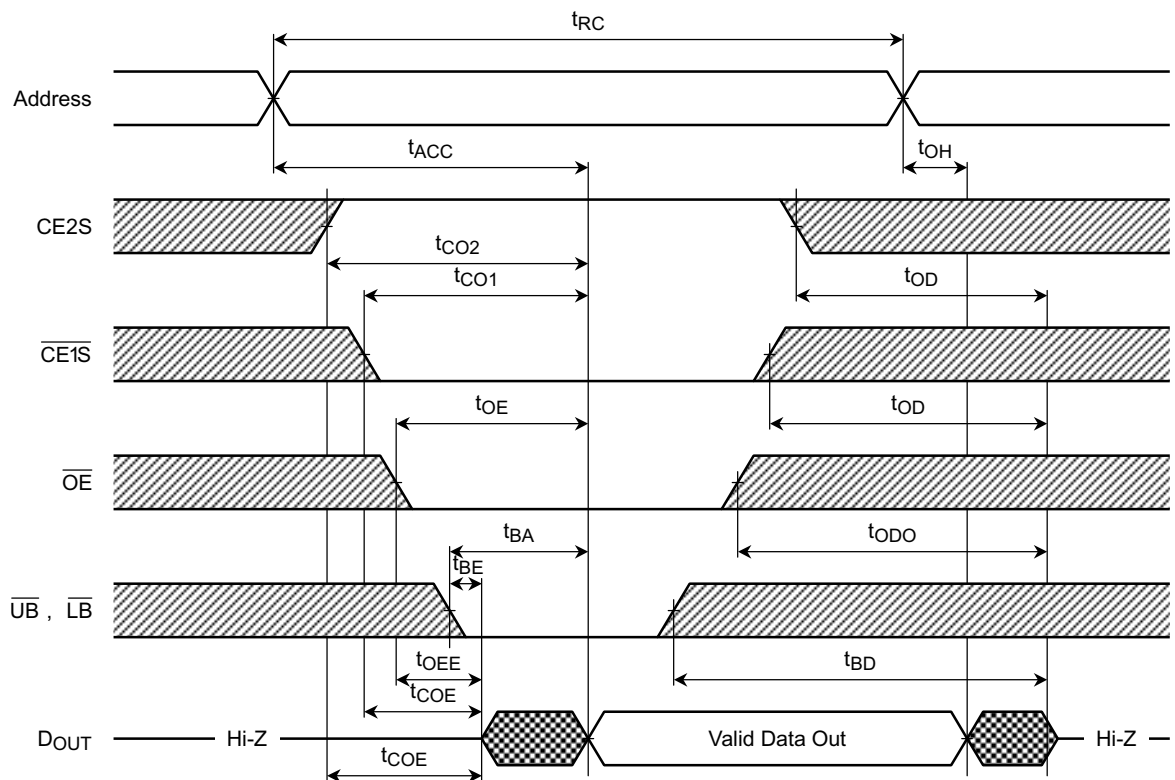 tRC
Address
tACC
tOH
CE2S
tCO2
tCO1
tOD
CE1S
tOE
tOD
OE
tBA
tODO
tBE
UB , LB
tOEE
tBD
tCOE
DOUT
Hi-Z
Valid Data Out
Hi-Z
tCOE